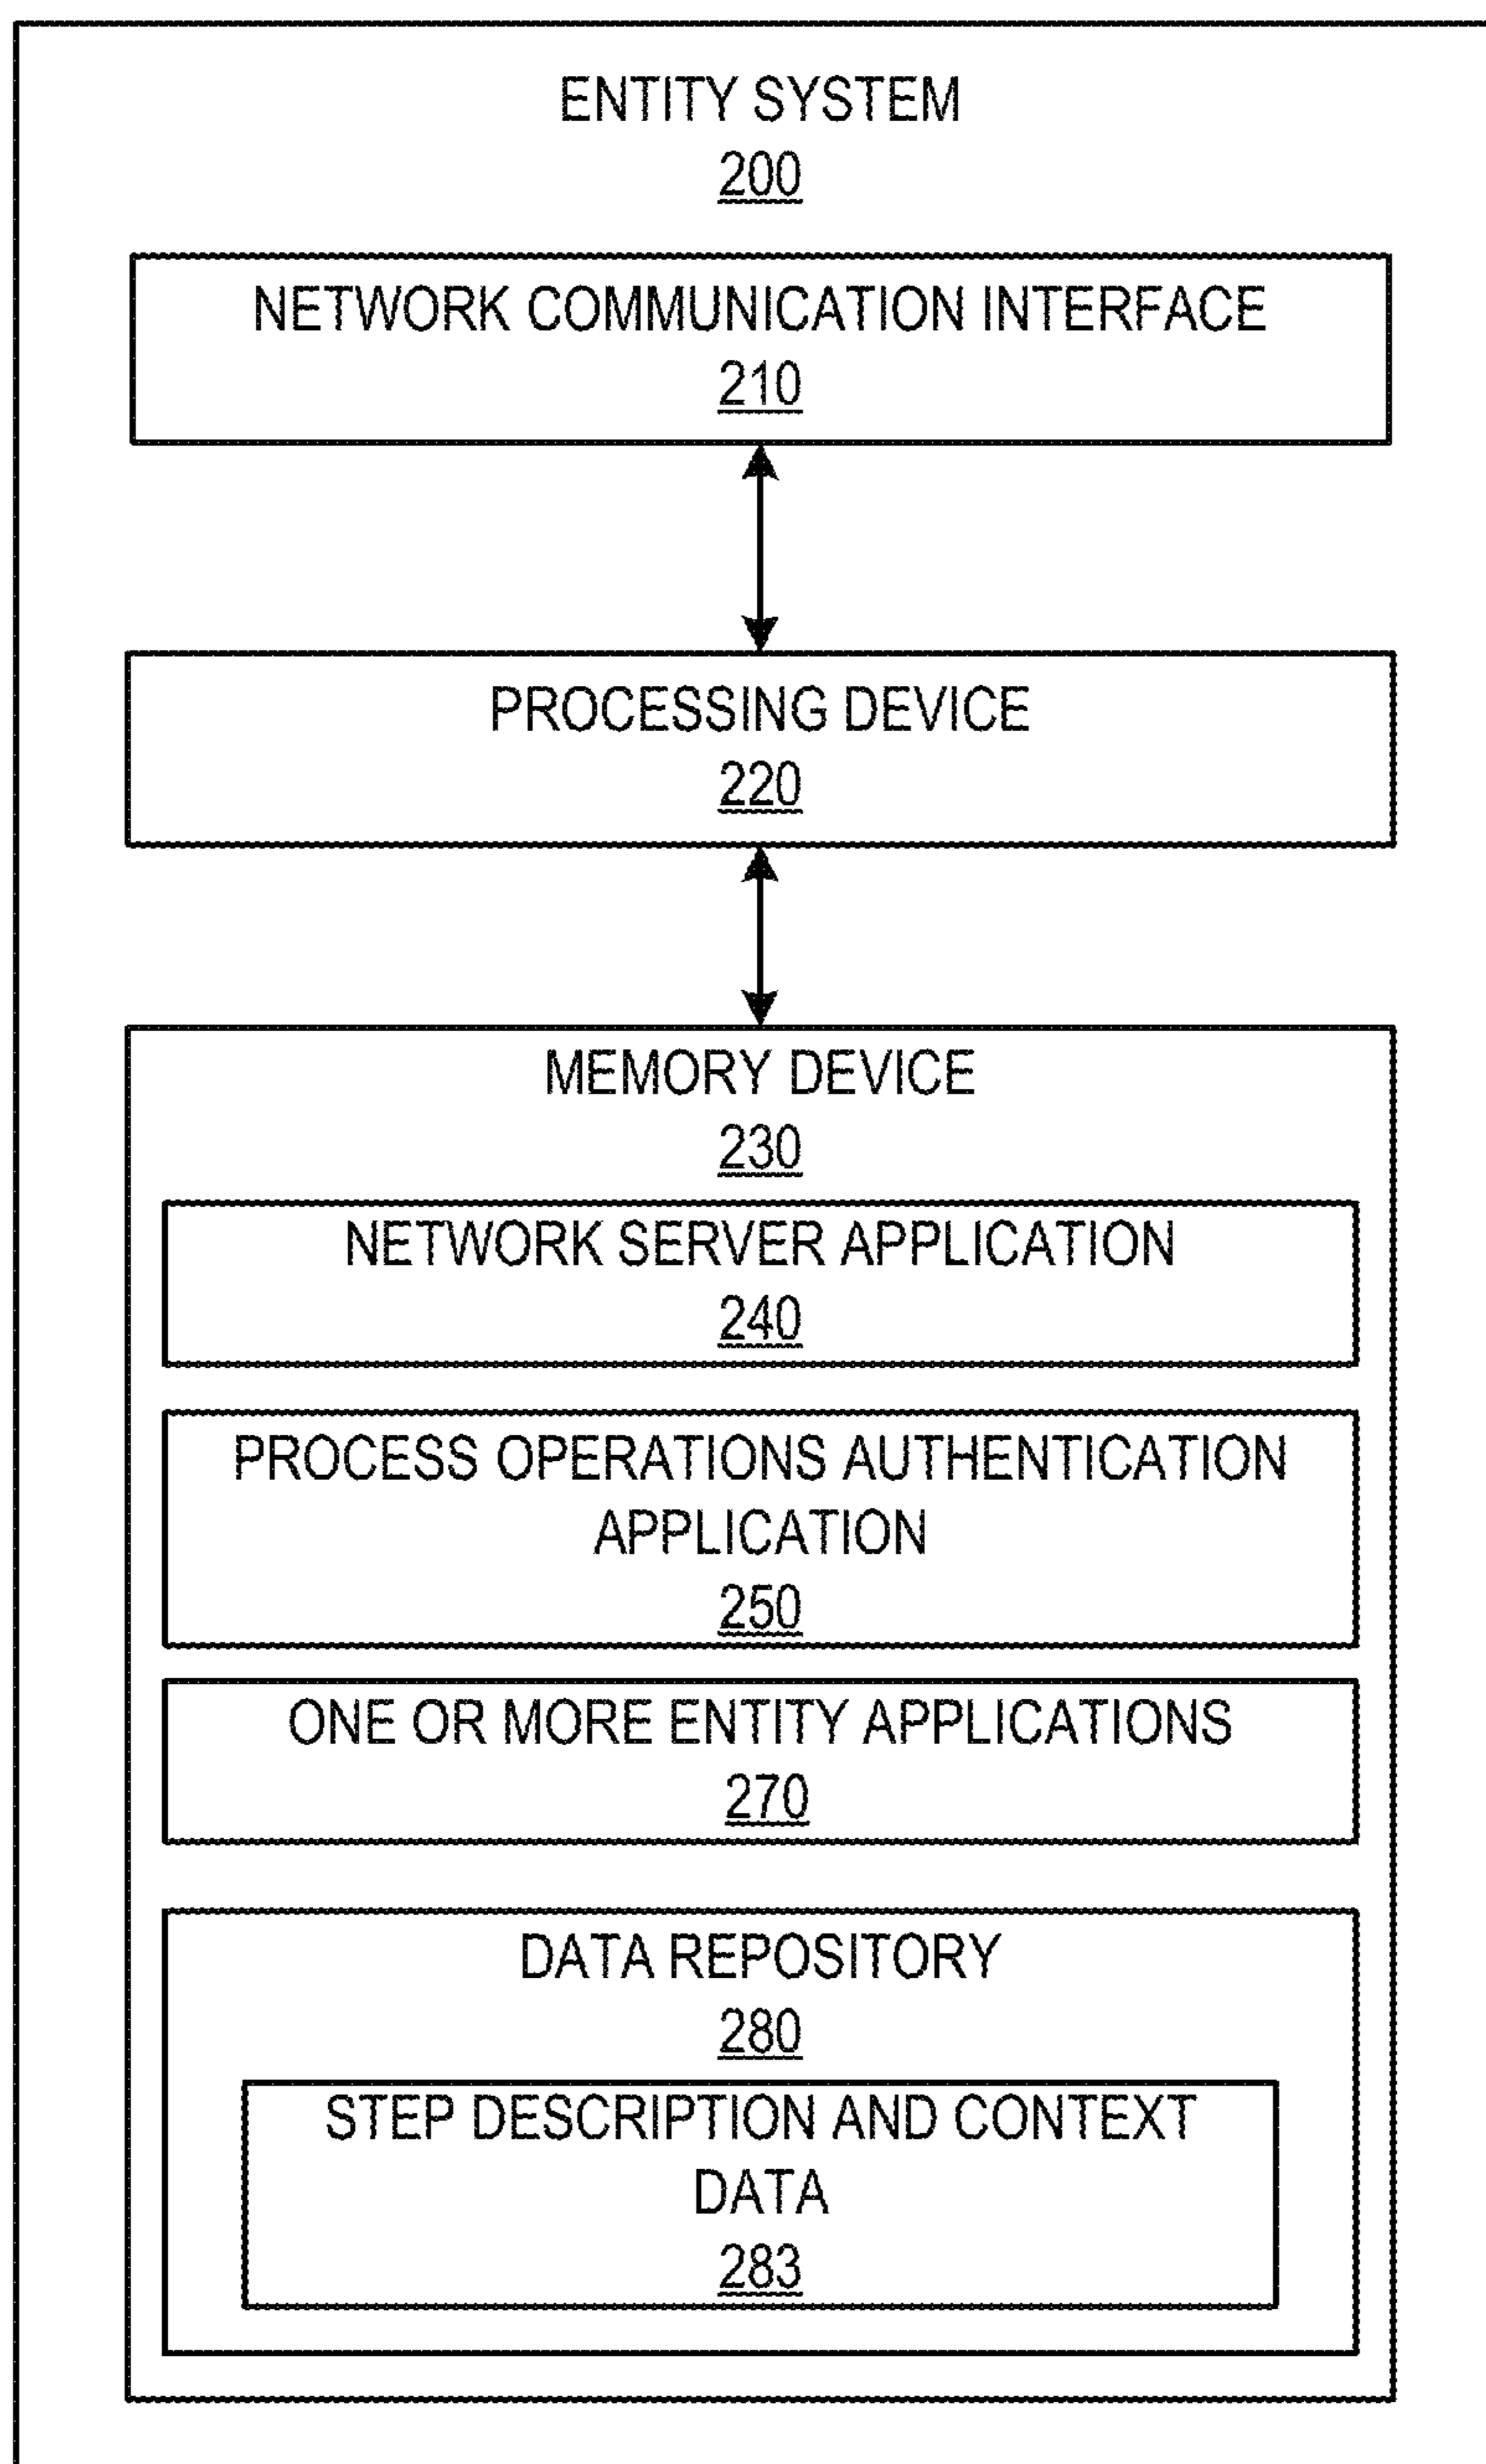 ENTITY SYSTEM
200
NETWORK COMMUNICATION INTERFACE
210
PROCESSING DEVICE
220
MEMORY DEVICE
230
NETWORK SERVER APPLICATION
240
PROCESS OPERATIONS AUTHENTICATION
APPLICATION
250
ONE OR MORE ENTITY APPLICATIONS
270
DATA REPOSITORY
280
STEP DESCRIPTION AND CONTEXT
DATA
283